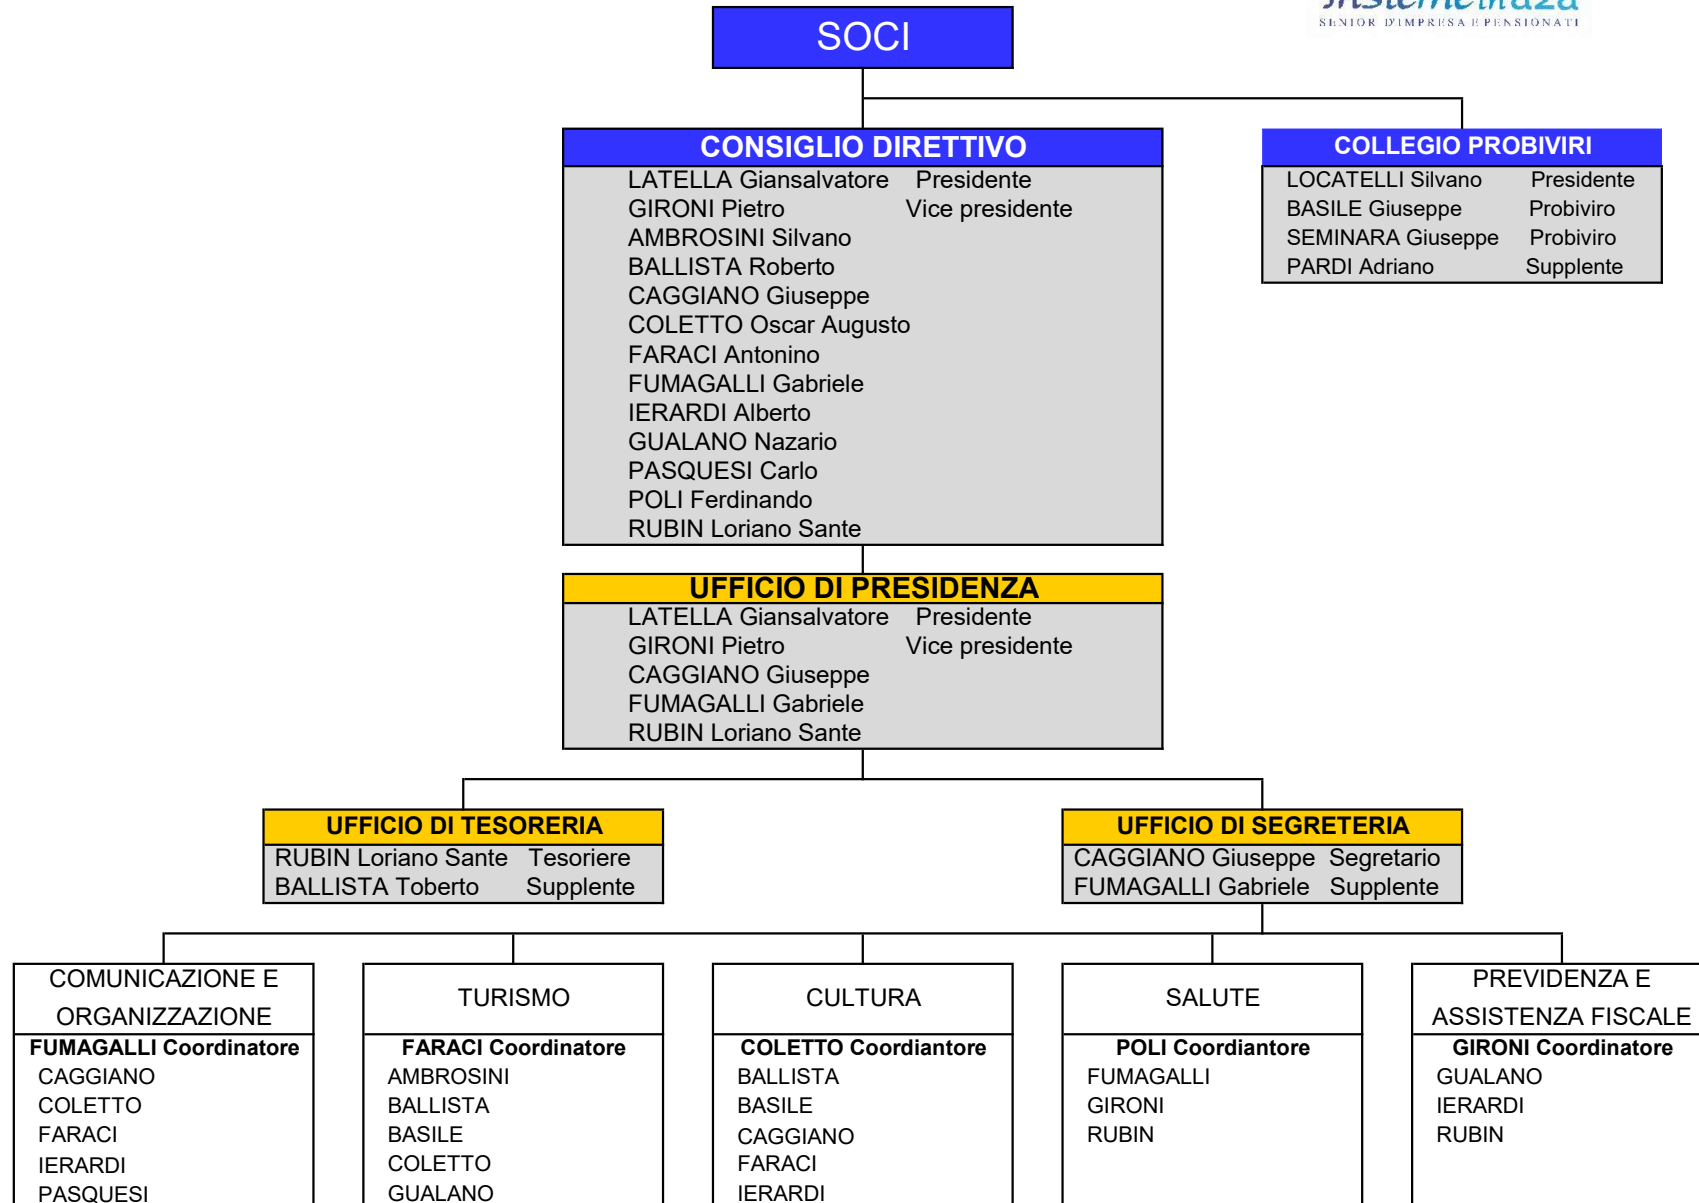 SENIOR D'IMPRESA E PENSIONATI
SOCI
CONSIGLIO DIRETTIVO
LATELLA Giansalvatore Presidente
GIRONI Pietro Vice presidente
AMBROSINI Silvano
BALLISTA Roberto
CAGGIANO Giuseppe
COLETTO Oscar Augusto
FARACI Antonino
FUMAGALLI Gabriele
IERARDI Alberto
GUALANO Nazario
PASQUESI Carlo
POLI Ferdinando
RUBIN Loriano Sante
COLLEGIO PROBIVIRI
LOCATELLI Silvano Presidente
BASILE Giuseppe Probiviro
SEMINARA Giuseppe Probiviro
PARDI Adriano Supplente
UFFICIO DI PRESIDENZA
LATELLA Giansalvatore Presidente
GIRONI Pietro Vice presidente
CAGGIANO Giuseppe
FUMAGALLI Gabriele
RUBIN Loriano Sante
UFFICIO DI TESORERIA
RUBIN Loriano Sante Tesoriere
BALLISTA Toberto Supplente
UFFICIO DI SEGRETERIA
CAGGIANO Giuseppe Segretario
FUMAGALLI Gabriele Supplente
COMUNICAZIONE E
ORGANIZZAZIONE
FUMAGALLI Coordinatore
CAGGIANO
COLETTO
FARACI
IERARDI
PASQUESI
TURISMO
FARACI Coordinatore
AMBROSINI
BALLISTA
BASILE
COLETTO
GUALANO
CULTURA
COLETTO Coordiantore
BALLISTA
BASILE
CAGGIANO
FARACI
IERARDI
SALUTE
POLI Coordiantore
FUMAGALLI
GIRONI
RUBIN
PREVIDENZA E
ASSISTENZA FISCALE
GIRONI Coordinatore
GUALANO
IERARDI
RUBIN